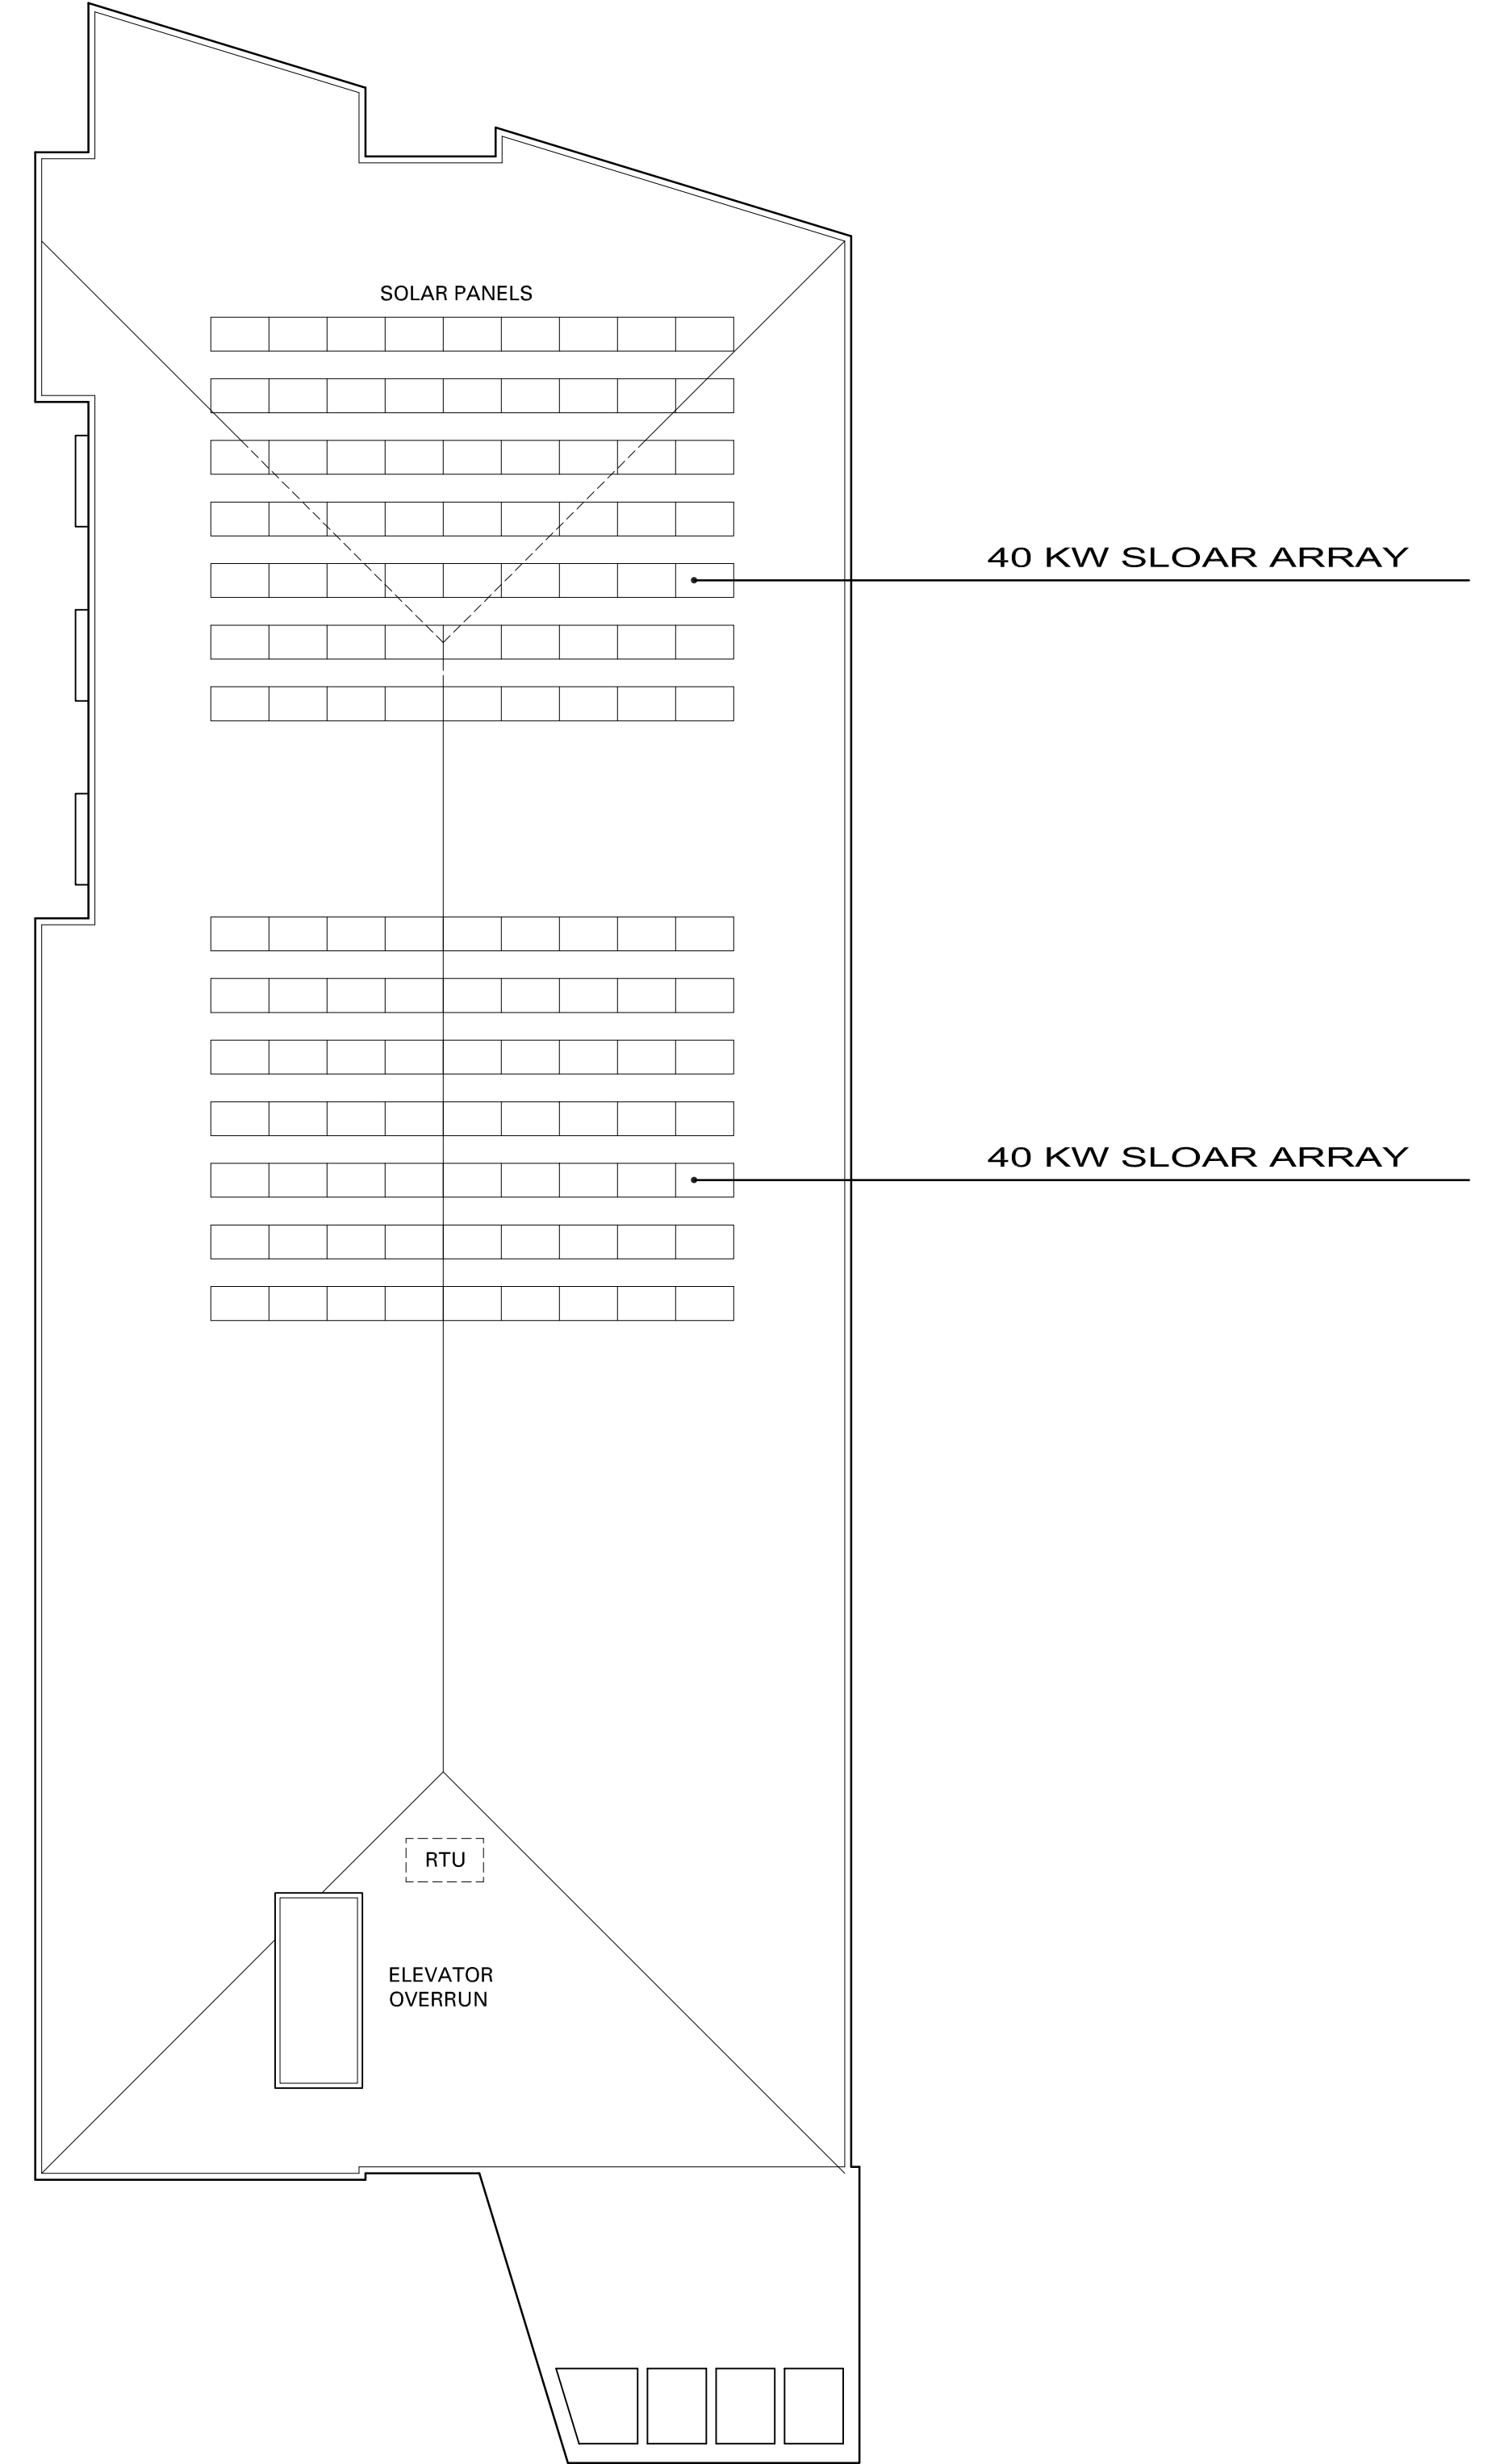 SOLAR PANELS
40 KW SLOAR ARRAY
40 KW SLOAR ARRAY
RTU
ELEVATOR
OVERRUN